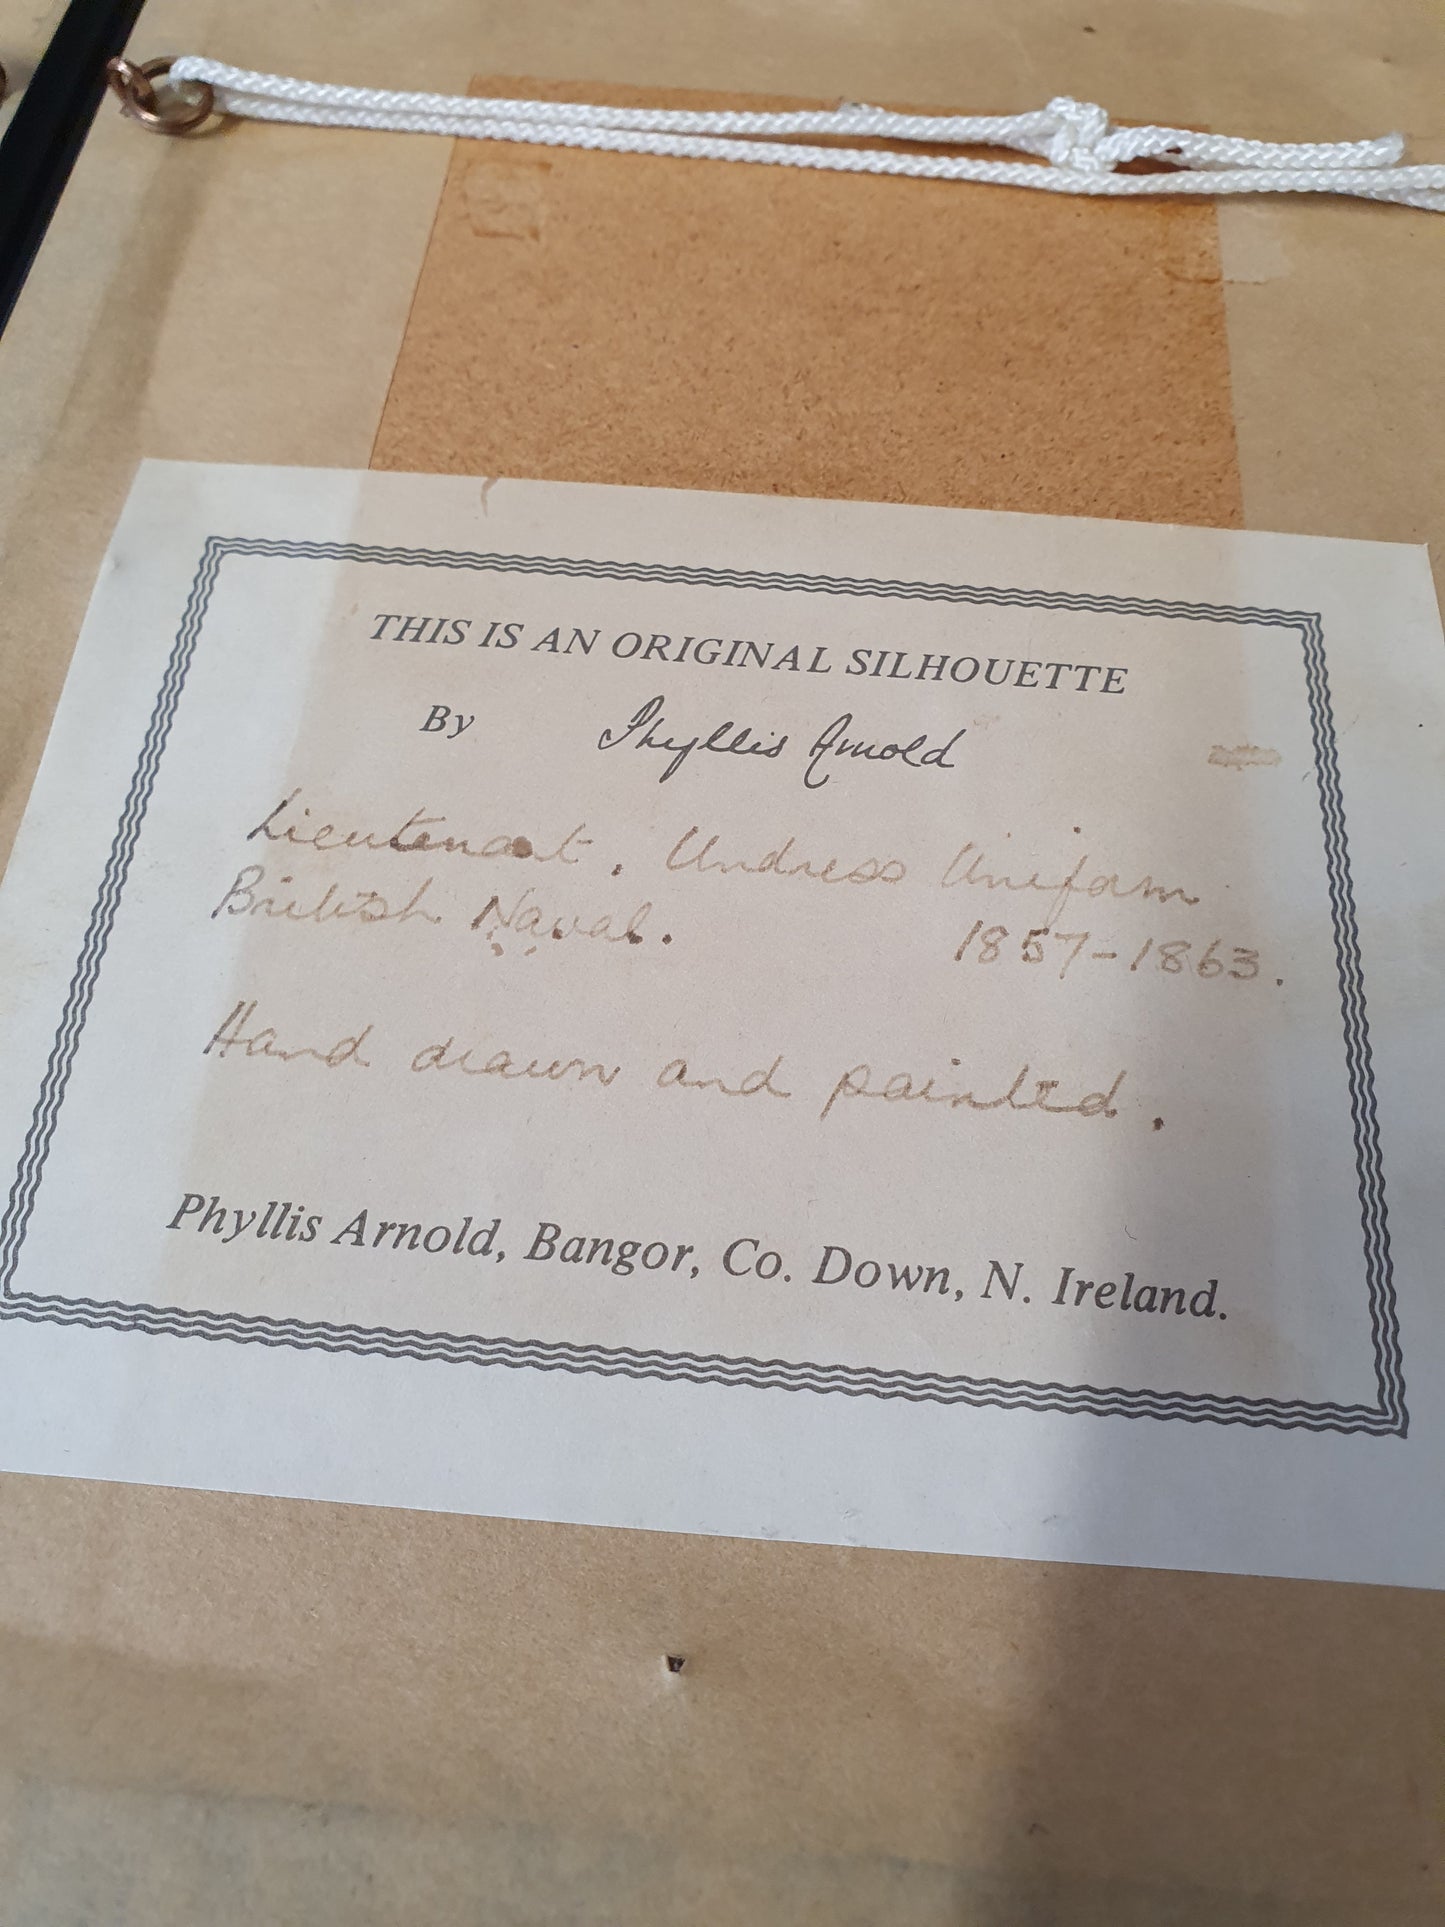 THIS IS AN ORIGINAL SILHOUETTE
By Phyllis Arnold
Lieutenant, Undress Uniform
British Naval. 1857-1863.
Hand drawn and painted.
Phyllis Arnold, Bangor, Co. Down, N. Ireland.